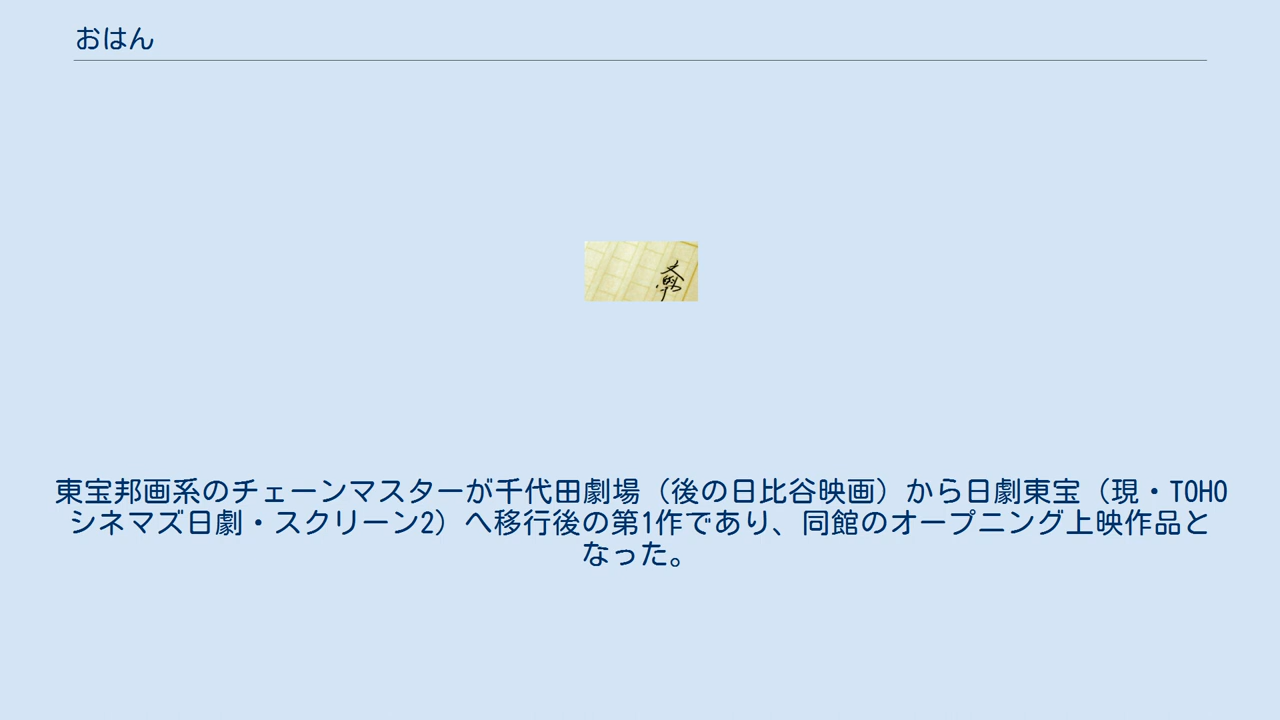 おはん
東宝邦画系のチェーンマスターが千代田劇場（後の日比谷映画）から日劇東宝（現・TOHO
シネマズ日劇・スクリーン2）へ移行後の第1作であり、同館のオープニング上映作品と
なった。